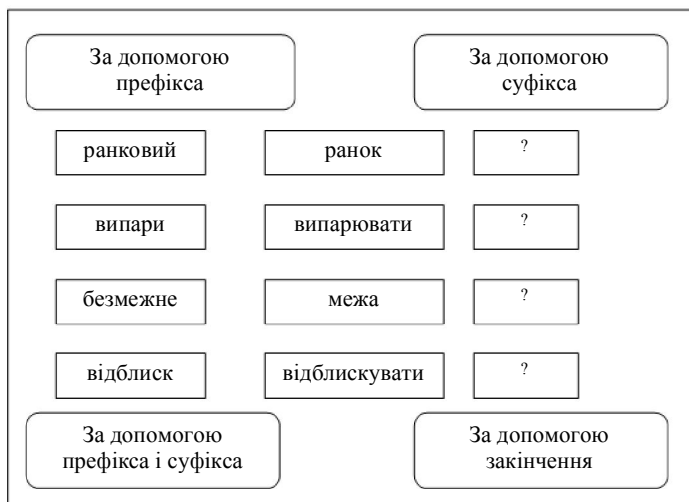 За допомогою
префікса
За допомогою
суфікса
ранковий
ранок
?
випари
випарювати
?
безмежне
межа
?
відблиск
відблискувати
?
За допомогою
префікса і суфікса
За допомогою
закінчення